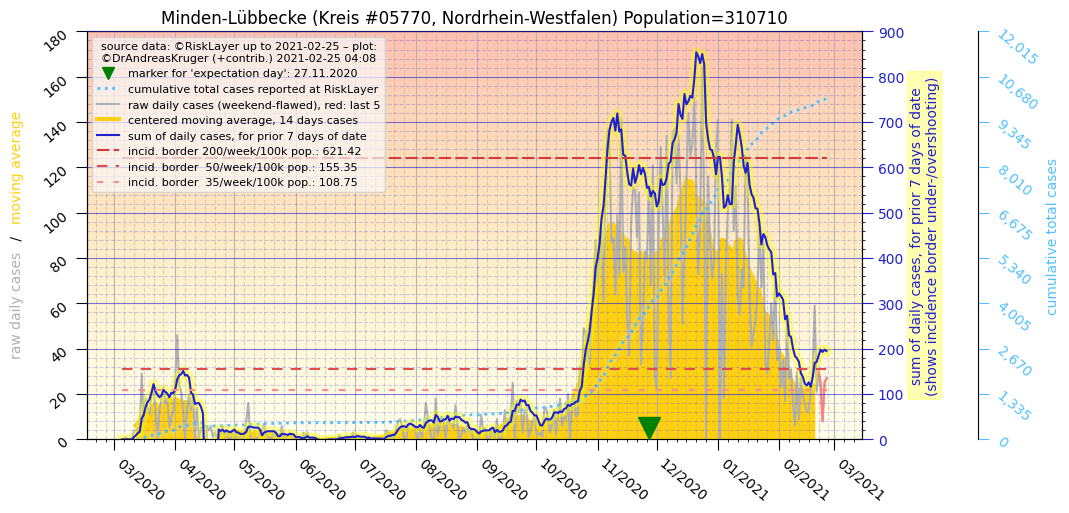 Minden-Lübbecke (Kreis #05770, Nordrhein-Westfalen) Population=310710
source data: ©RiskLayer up to 2021-02-25 – plot:
©DrAndreasKruger (+contrib.) 2021-02-25 04:08
marker for 'expectation day': 27.11.2020
cumulative total cases reported at RiskLayer
raw daily cases (weekend-flawed), red: last 5
centered moving average, 14 days cases
sum of daily cases, for prior 7 days of date
incid. border 200/week/100k pop.: 621.42
incid. border 50/week/100k pop.: 155.35
incid. border 35/week/100k pop.: 108.75
raw daily cases / moving average
180
160
140
120
100
80
60
40
20
0
03/2020
04/2020
05/2020
06/2020
07/2020
08/2020
09/2020
10/2020
11/2020
12/2020
01/2021
02/2021
03/2021
900
800
700
600
500
400
300
200
100
0
sum of daily cases, for prior 7 days of date
(shows incidence border under-/overshooting)
12,015
10,680
9,345
8,010
6,675
5,340
4,005
2,670
1,335
0
cumulative total cases